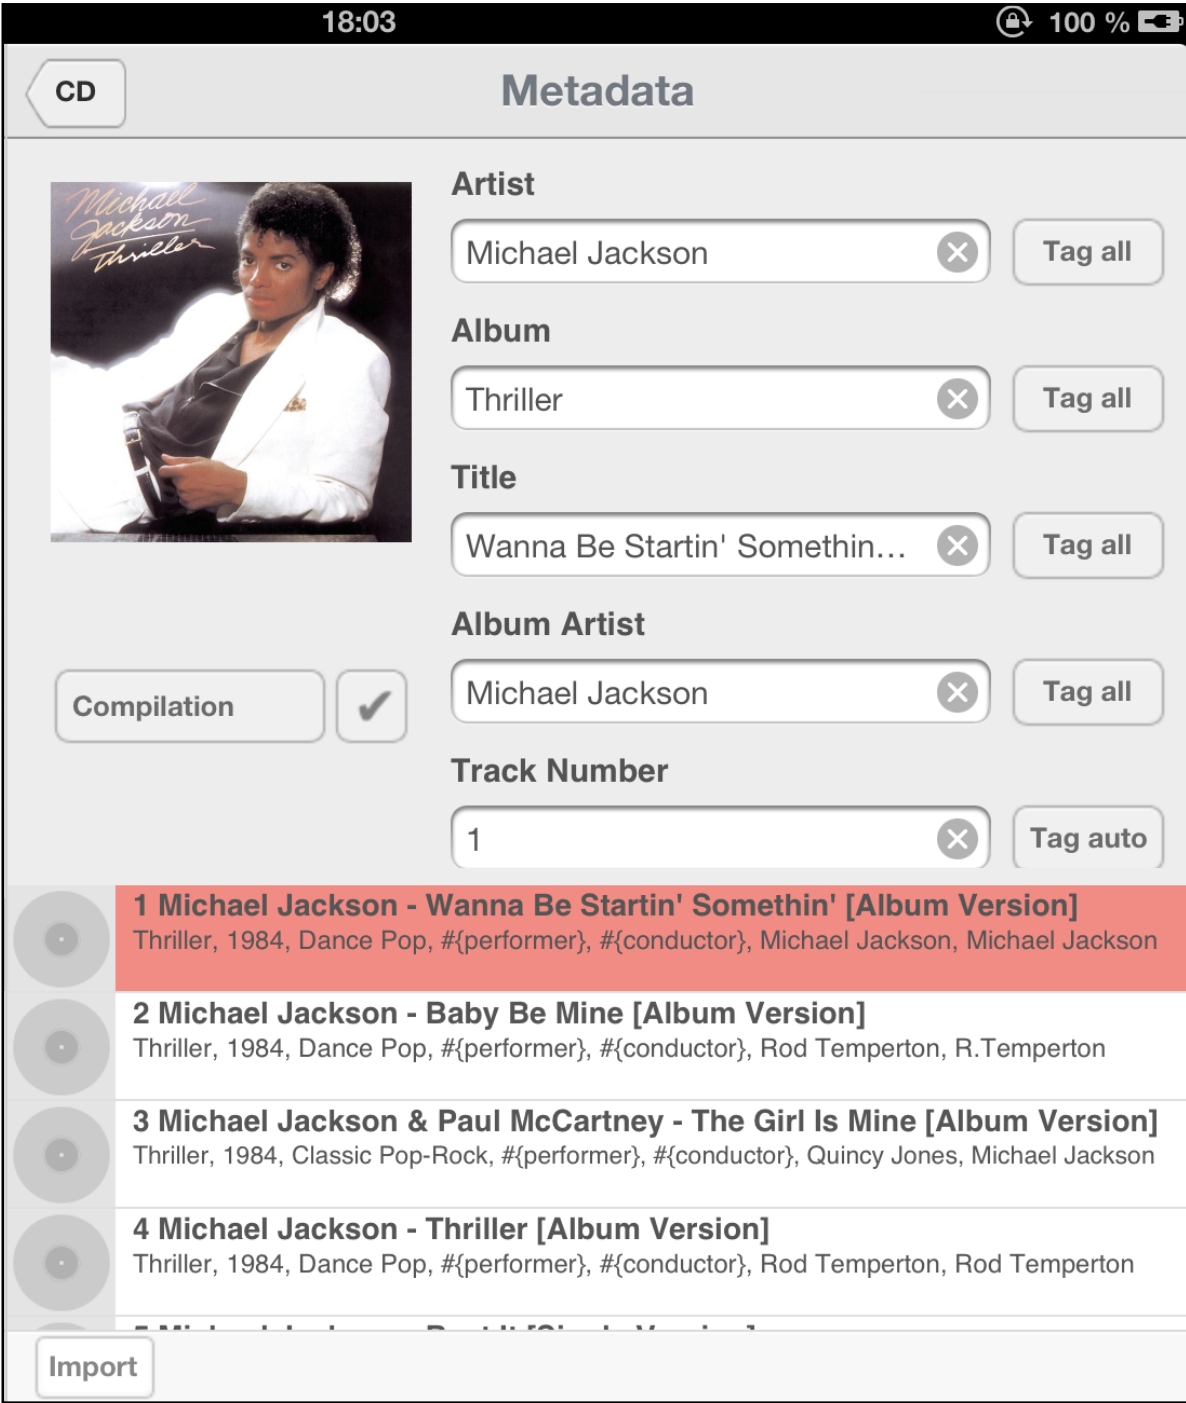 18:03 100 %
CD Metadata
Michael
Jackson
Thriller
Artist
Michael Jackson Tag all
Album
Thriller Tag all
Title
Wanna Be Startin' Somethin... Tag all
Album Artist
Michael Jackson Tag all
Compilation
Track Number
1 Tag auto
1 Michael Jackson - Wanna Be Startin' Somethin' [Album Version]
Thriller, 1984, Dance Pop, #{performer}, #{conductor}, Michael Jackson, Michael Jackson
2 Michael Jackson - Baby Be Mine [Album Version]
Thriller, 1984, Dance Pop, #{performer}, #{conductor}, Rod Temperton, R.Temperton
3 Michael Jackson & Paul McCartney - The Girl Is Mine [Album Version]
Thriller, 1984, Classic Pop-Rock, #{performer}, #{conductor}, Quincy Jones, Michael Jackson
4 Michael Jackson - Thriller [Album Version]
Thriller, 1984, Dance Pop, #{performer}, #{conductor}, Rod Temperton, Rod Temperton
Import